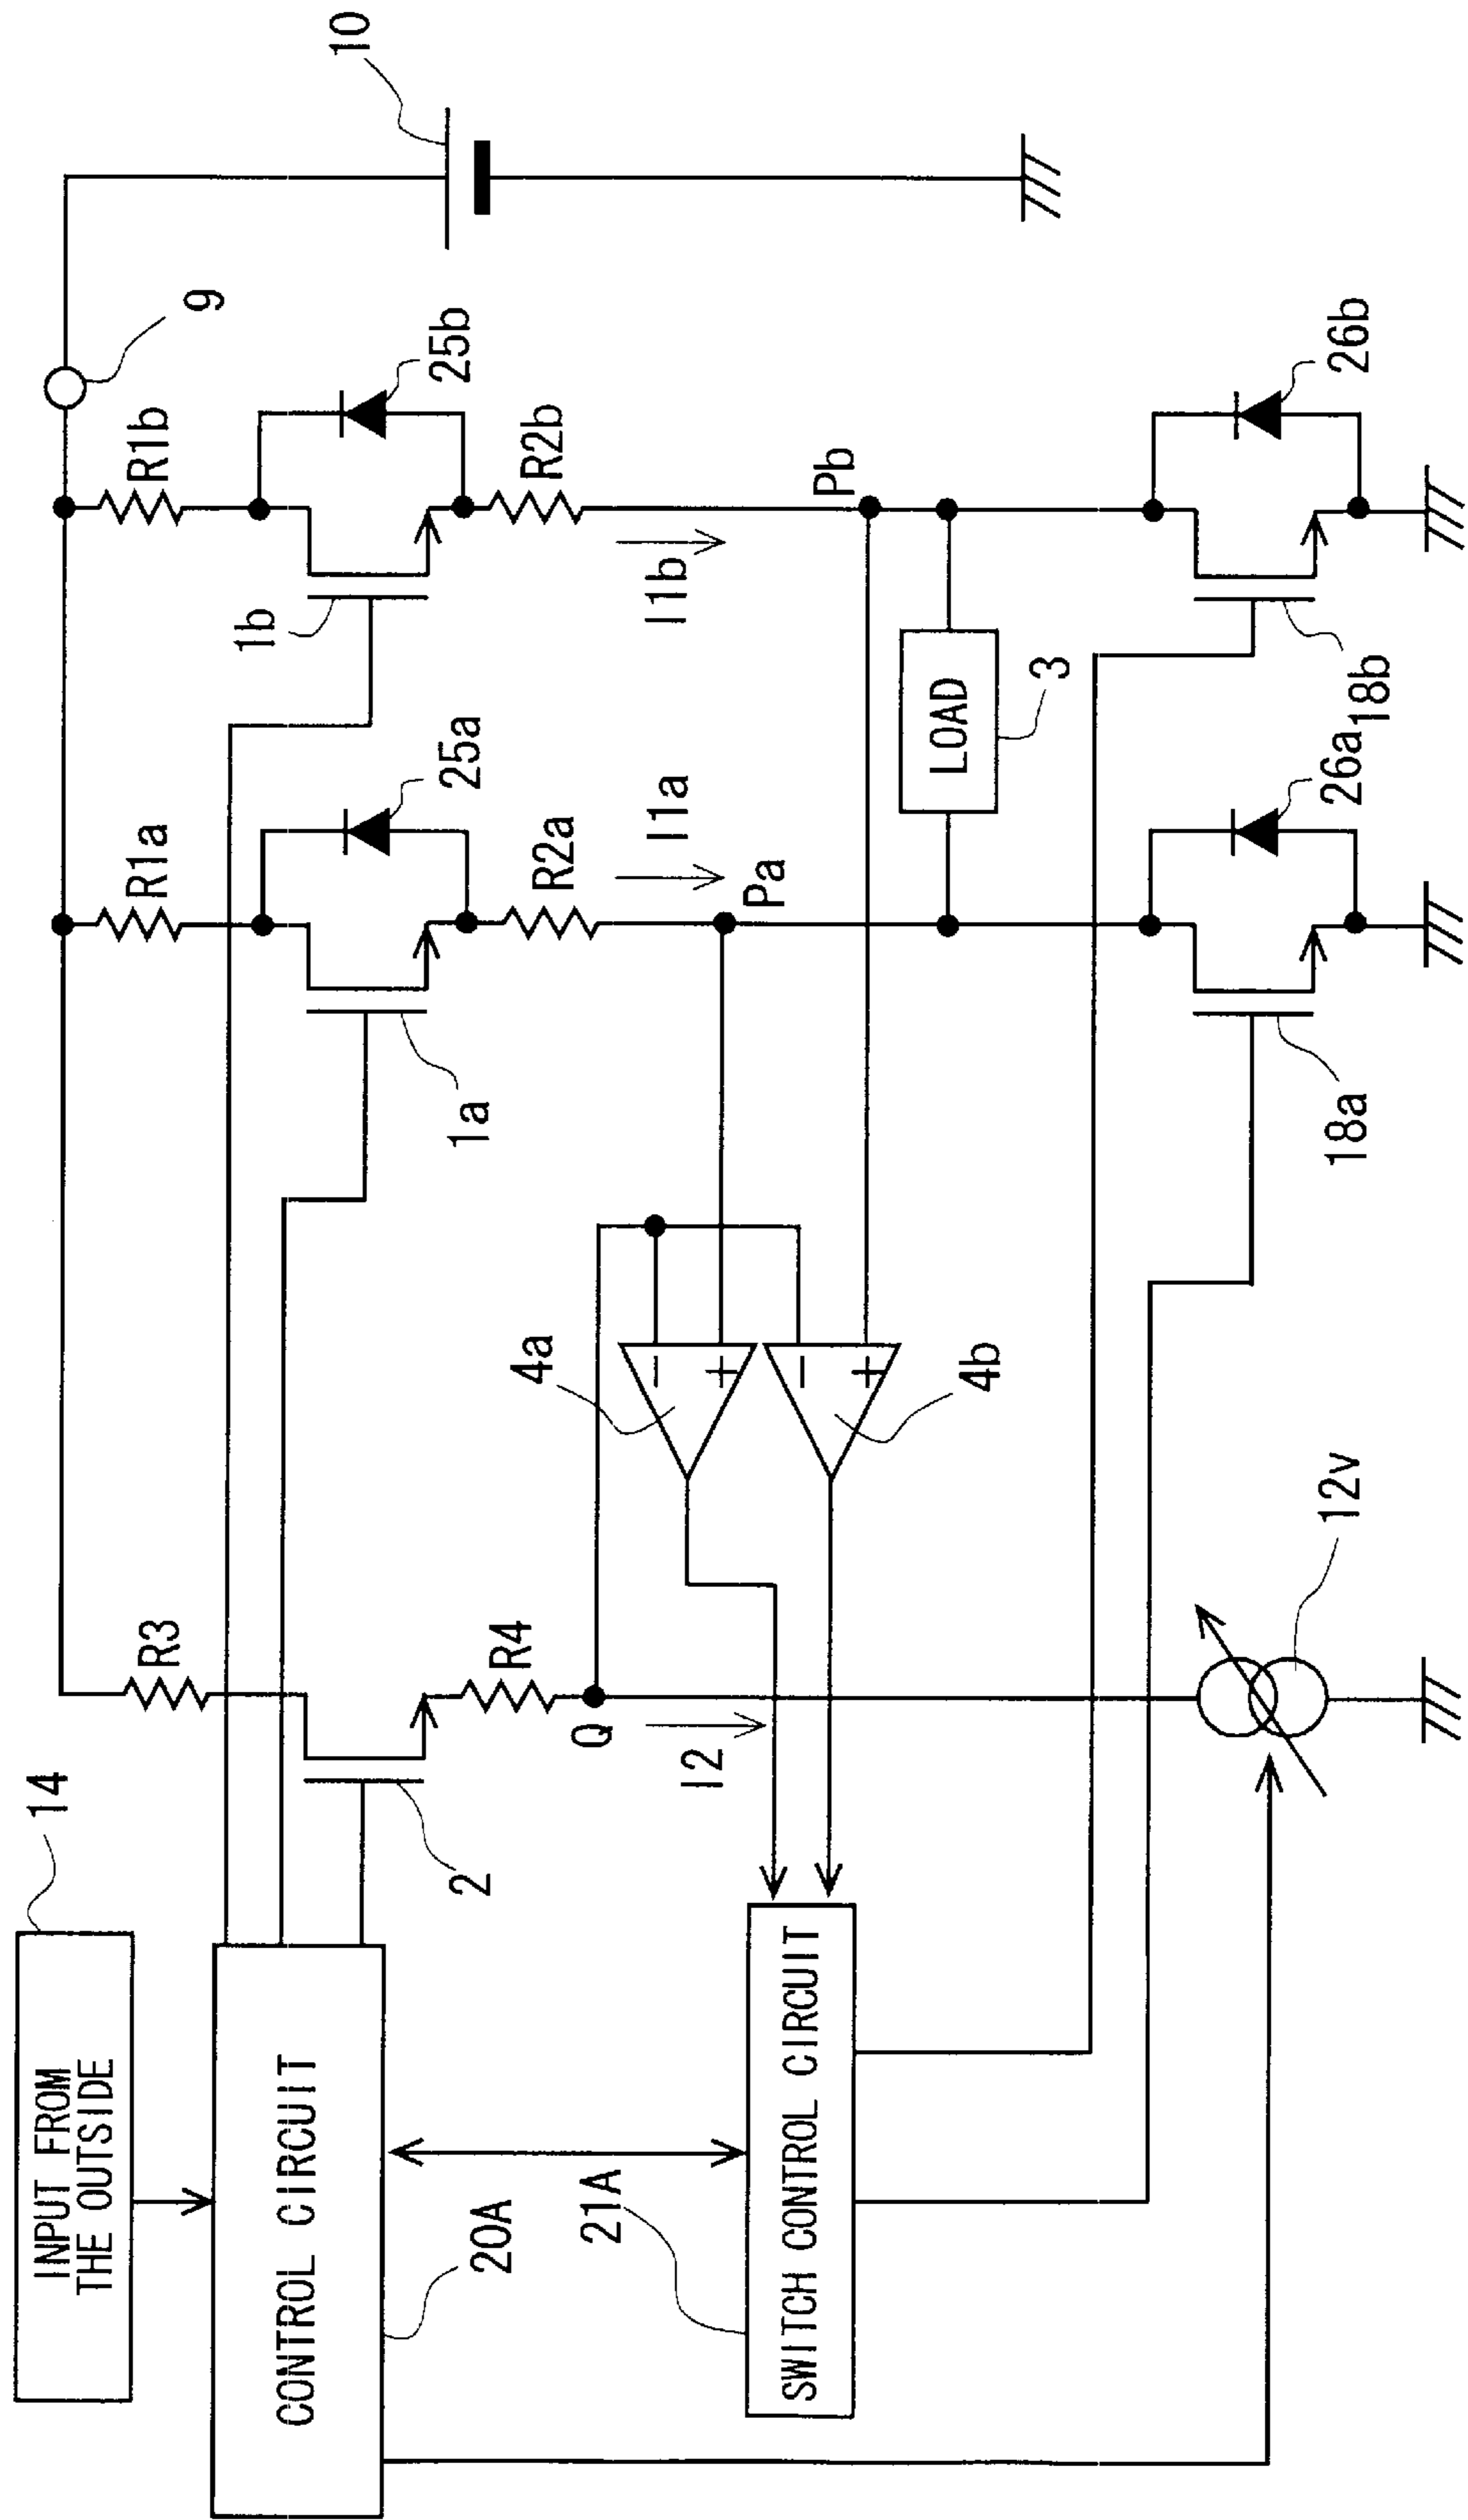 14
INPUT FROM
THE OUTSIDE
CONTROL CIRCUIT
20A
21A
SWITCH CONTROL CIRCUIT
R3
2
R4
Q
I2
12v
4a
4b
−
+
−
+
1a
R1a
25a
R2a
I1a
Pa
18a
26a
LOAD
3
1b
R1b
25b
R2b
I1b
Pb
18b
26b
9
10